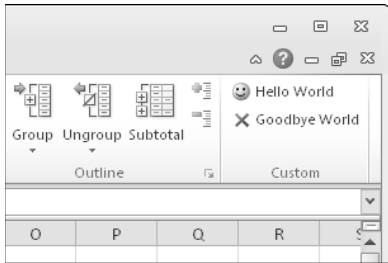 Hello World
Goodbye World
Group Ungroup Subtotal
Outline Custom
O P Q R S